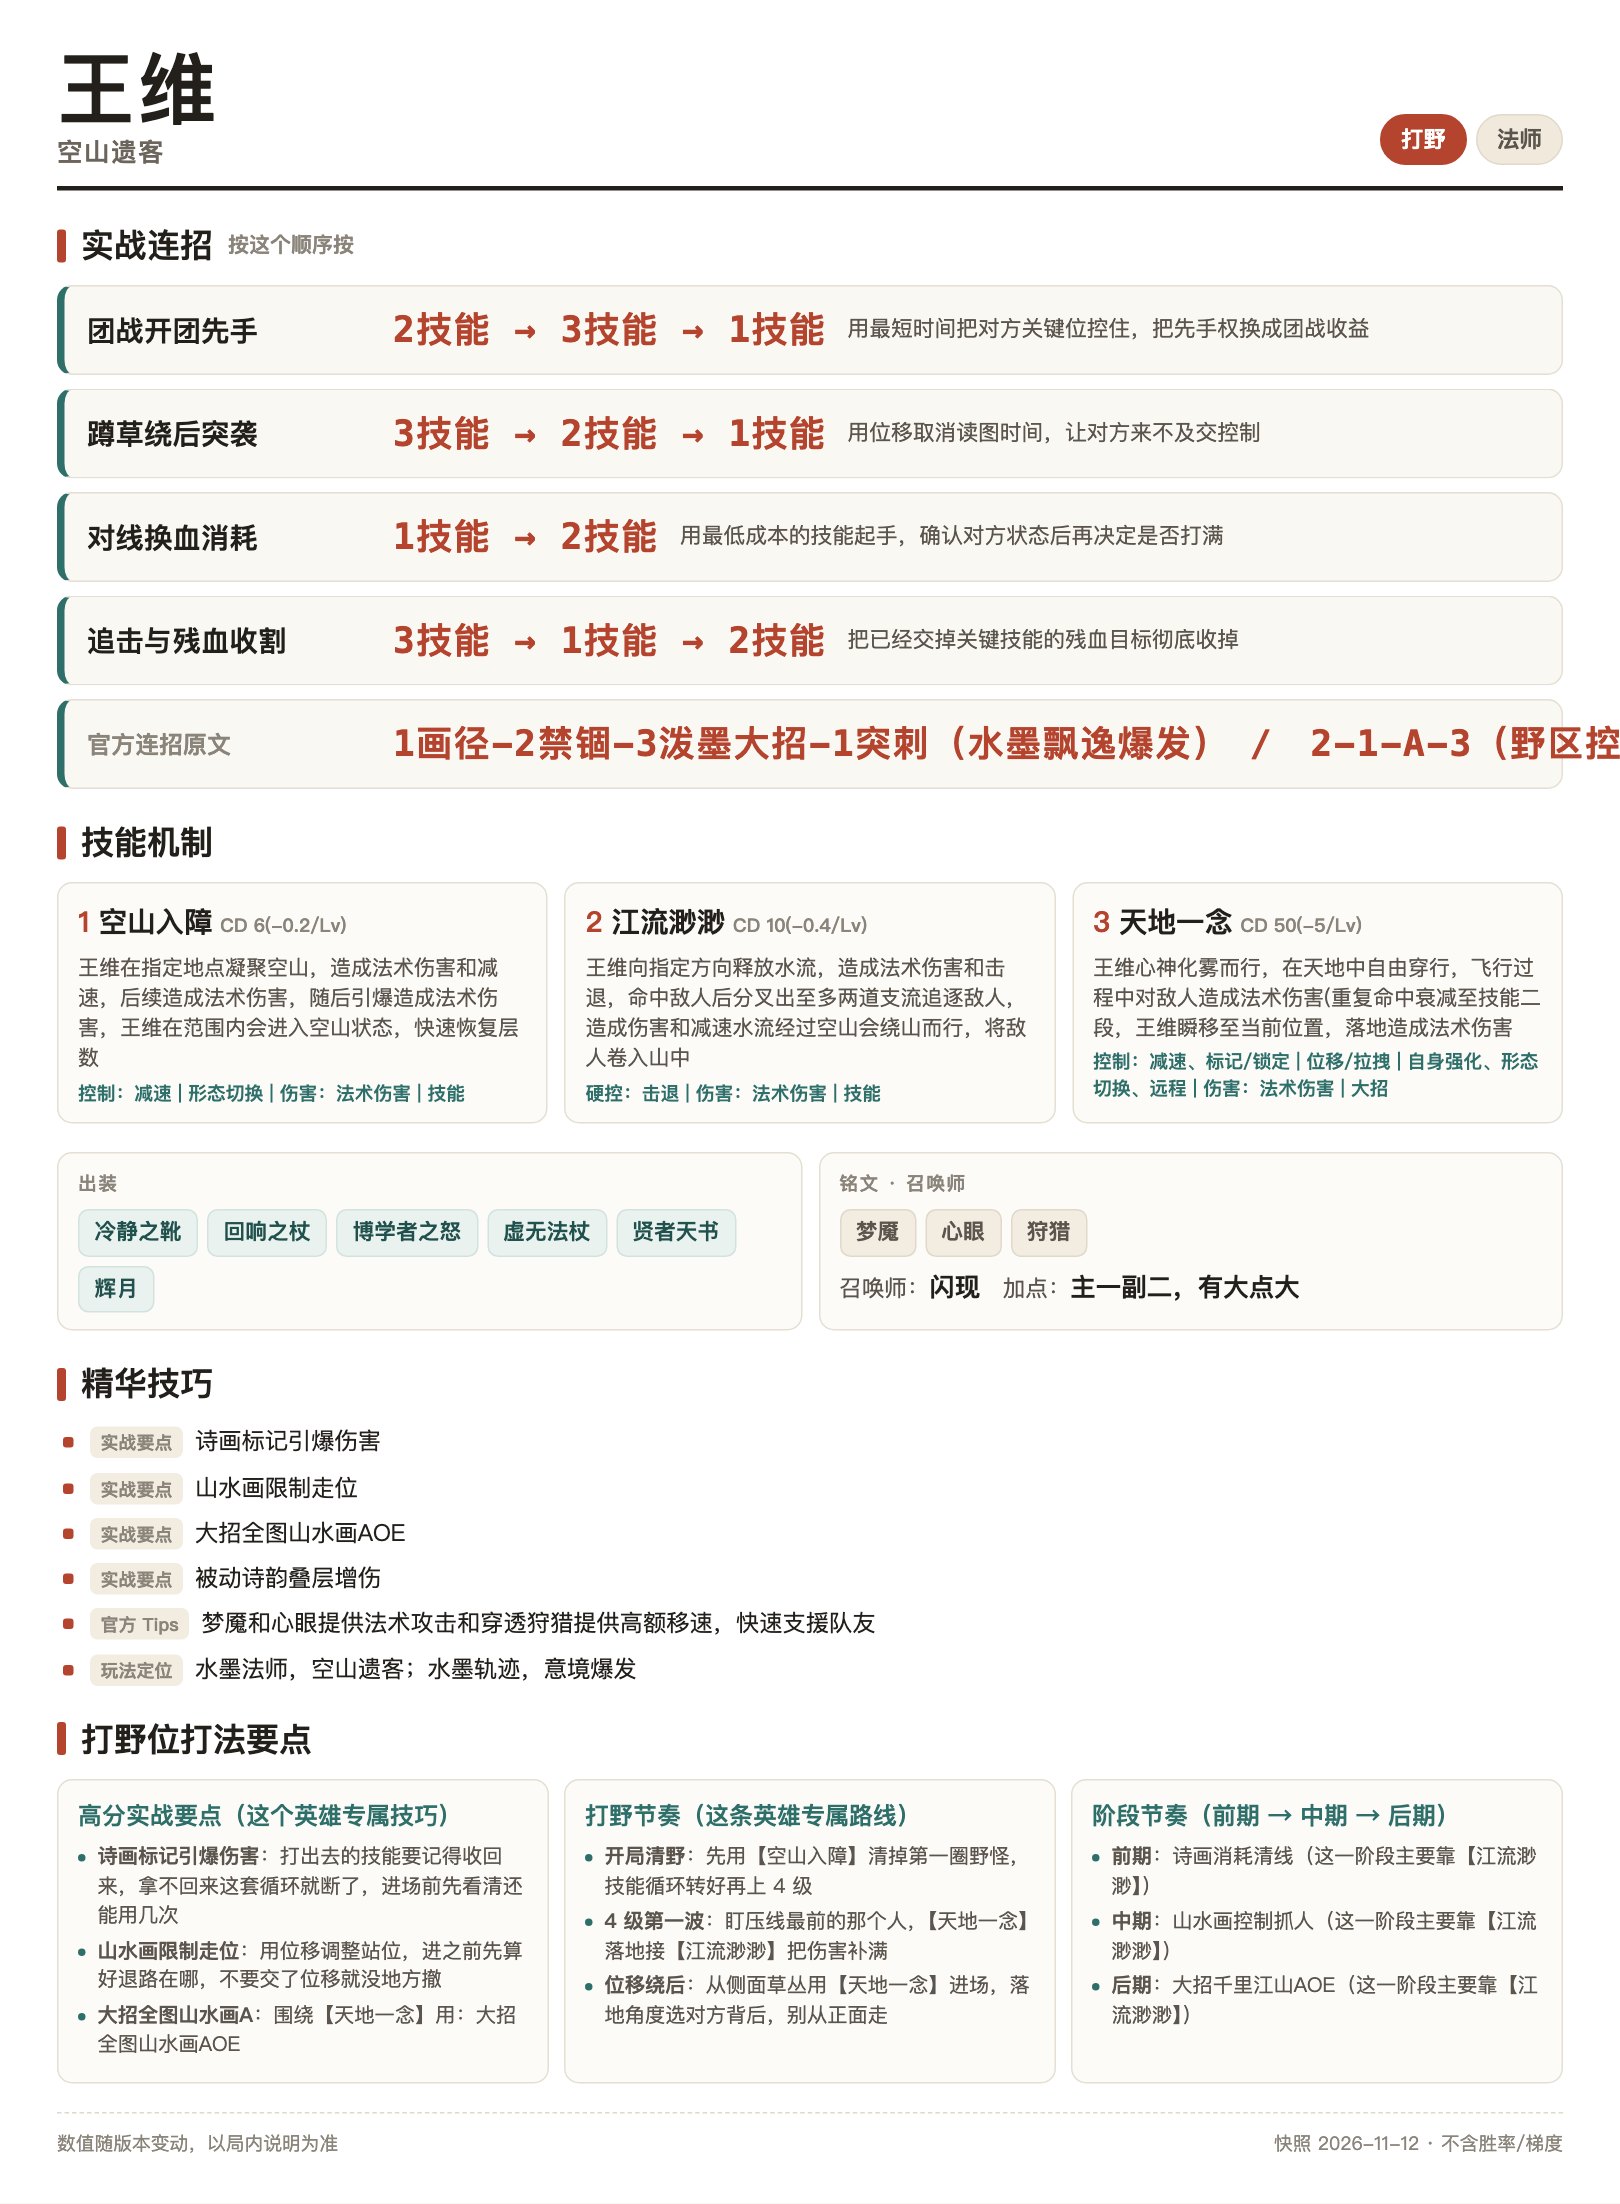 王维
空山遗客
打野 法师
实战连招 按这个顺序按
团战开团先手 2技能 → 3技能 → 1技能 用最短时间把对方关键位控住，把先手权换成团战收益
蹲草绕后突袭 3技能 → 2技能 → 1技能 用位移取消读图时间，让对方来不及交控制
对线换血消耗 1技能 → 2技能 用最低成本的技能起手，确认对方状态后再决定是否打满
追击与残血收割 3技能 → 1技能 → 2技能 把已经交掉关键技能的残血目标彻底收掉
官方连招原文 1画径-2禁锢-3泼墨大招-1突刺（水墨飘逸爆发） / 2-1-A-3（野区控
技能机制
1 空山入障 CD 6(-0.2/Lv)
王维在指定地点凝聚空山，造成法术伤害和减
速，后续造成法术伤害，随后引爆造成法术伤
害，王维在范围内会进入空山状态，快速恢复层
数
控制：减速 | 形态切换 | 伤害：法术伤害 | 技能
2 江流渺渺 CD 10(-0.4/Lv)
王维向指定方向释放水流，造成法术伤害和击
退，命中敌人后分叉出至多两道支流追逐敌人，
造成伤害和减速水流经过空山会绕山而行，将敌
人卷入山中
硬控：击退 | 伤害：法术伤害 | 技能
3 天地一念 CD 50(-5/Lv)
王维心神化雾而行，在天地中自由穿行，飞行过
程中对敌人造成法术伤害(重复命中衰减至技能二
段，王维瞬移至当前位置，落地造成法术伤害
控制：减速、标记/锁定 | 位移/拉拽 | 自身强化、形态
切换、远程 | 伤害：法术伤害 | 大招
出装
冷静之靴 回响之杖 博学者之怒 虚无法杖 贤者天书
辉月
铭文 · 召唤师
梦魇 心眼 狩猎
召唤师：闪现 加点：主一副二，有大点大
精华技巧
实战要点 诗画标记引爆伤害
实战要点 山水画限制走位
实战要点 大招全图山水画AOE
实战要点 被动诗韵叠层增伤
官方 Tips 梦魇和心眼提供法术攻击和穿透狩猎提供高额移速，快速支援队友
玩法定位 水墨法师，空山遗客；水墨轨迹，意境爆发
打野位打法要点
高分实战要点（这个英雄专属技巧）
诗画标记引爆伤害：打出去的技能要记得收回
来，拿不回来这套循环就断了，进场前先看清还
能用几次
山水画限制走位：用位移调整站位，进之前先算
好退路在哪，不要交了位移就没地方撤
大招全图山水画A：围绕【天地一念】用：大招
全图山水画AOE
打野节奏（这条英雄专属路线）
开局清野：先用【空山入障】清掉第一圈野怪，
技能循环转好再上 4 级
4 级第一波：盯压线最前的那个人，【天地一念】
落地接【江流渺渺】把伤害补满
位移绕后：从侧面草丛用【天地一念】进场，落
地角度选对方背后，别从正面走
阶段节奏（前期 → 中期 → 后期）
前期：诗画消耗清线（这一阶段主要靠【江流渺
渺】）
中期：山水画控制抓人（这一阶段主要靠【江流
渺渺】）
后期：大招千里江山AOE（这一阶段主要靠【江
流渺渺】）
数值随版本变动，以局内说明为准
快照 2026-11-12 · 不含胜率/梯度